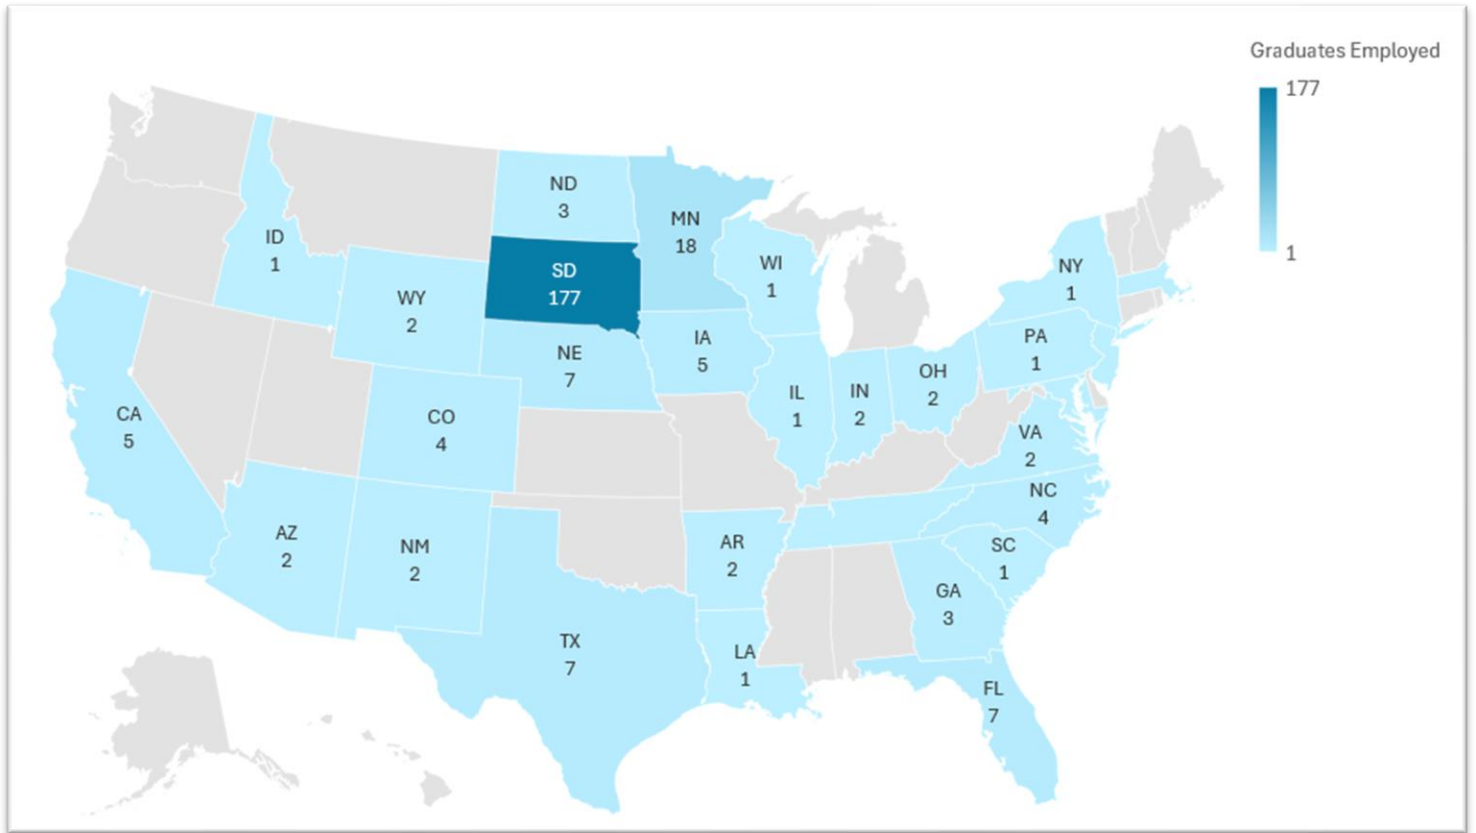 Graduates Employed
177
1
ND
3
MN
18
ID
1
SD
177
WI
1
NY
1
WY
2
IA
5
PA
1
NE
7
OH
2
IL
1
IN
2
CA
5
CO
4
VA
2
NC
4
AZ
2
NM
2
AR
2
SC
1
GA
3
TX
7
LA
1
FL
7